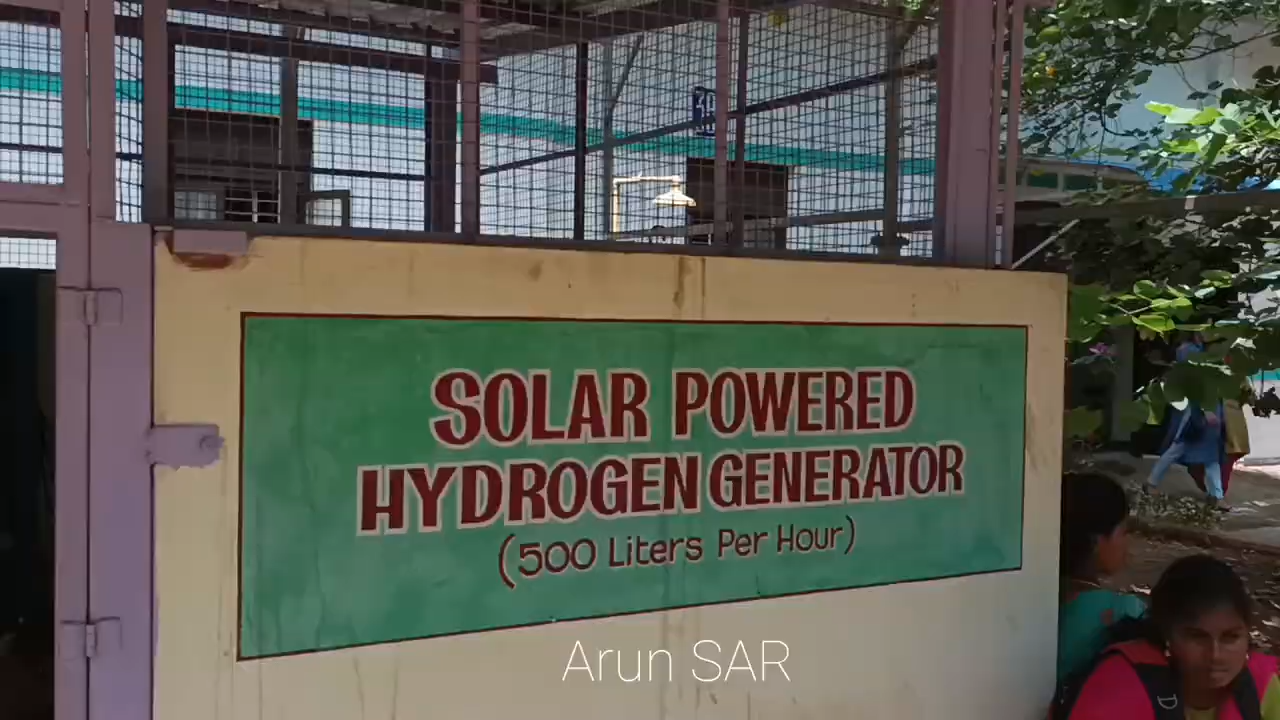 SOLAR POWERED
HYDROGEN GENERATOR
(500 Liters Per Hour)
Arun SAR